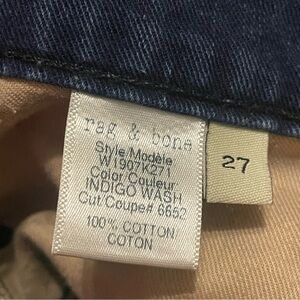 rag & bone
Style Modèle
W1907K271
Color Couleur
INDIGO WASH
Cut/Coupe# 6652
100% COTTON
COTON
27